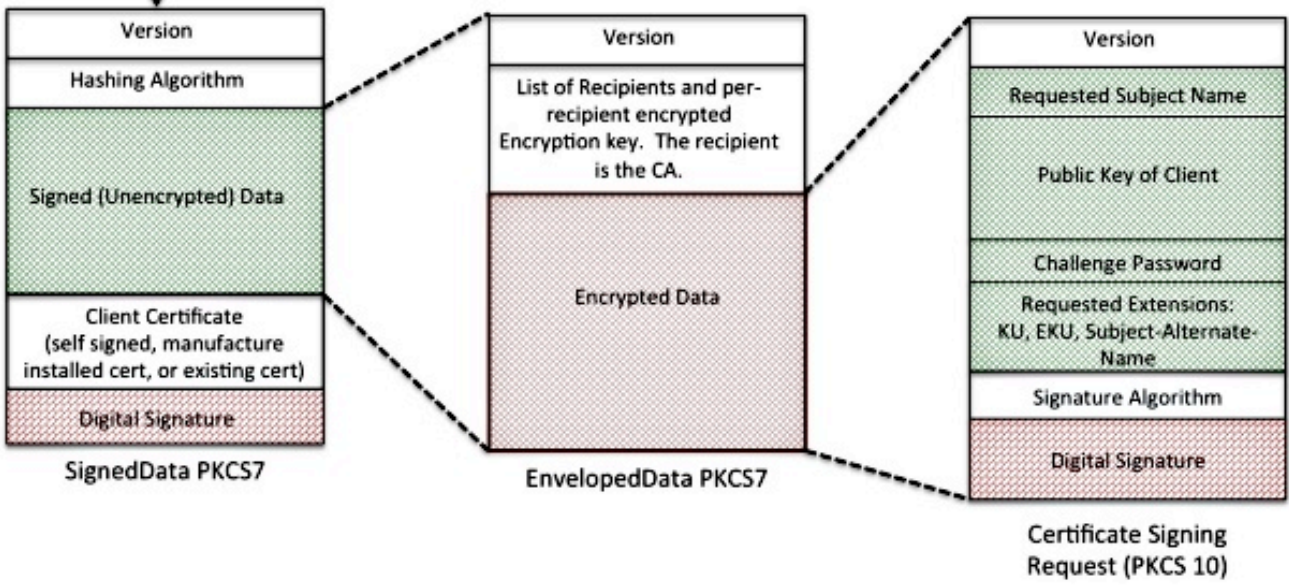 Version
Hashing Algorithm
Signed (Unencrypted) Data
Client Certificate
(self signed, manufacture
installed cert, or existing cert)
Digital Signature
SignedData PKCS7
Version
List of Recipients and per-
recipient encrypted
Encryption key. The recipient
is the CA.
Encrypted Data
EnvelopedData PKCS7
Version
Requested Subject Name
Public Key of Client
Challenge Password
Requested Extensions:
KU, EKU, Subject-Alternate-
Name
Signature Algorithm
Digital Signature
Certificate Signing
Request (PKCS 10)